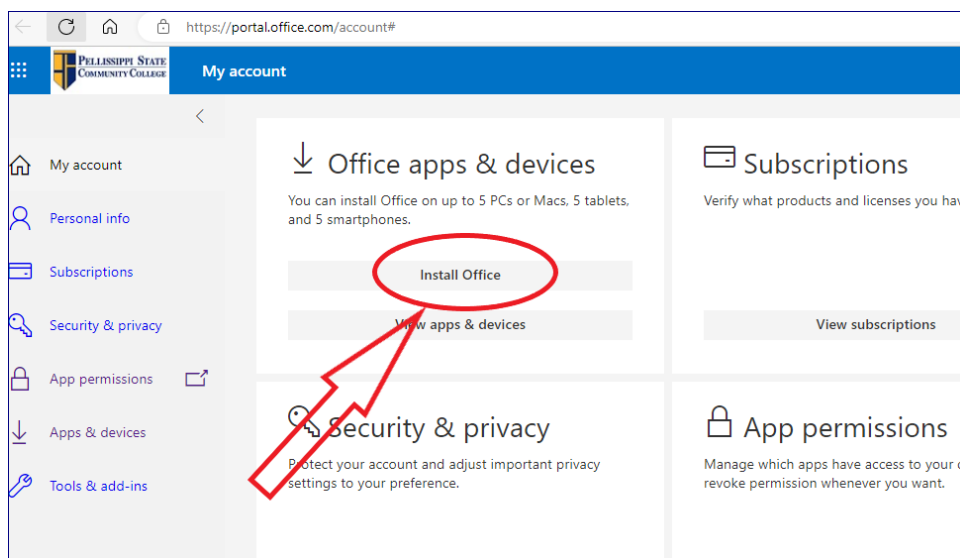 https://portal.office.com/account#
PELLISSIPPI STATE
COMMUNITY COLLEGE
My account
My account
Personal info
Subscriptions
Security & privacy
App permissions
Apps & devices
Tools & add-ins
Office apps & devices
You can install Office on up to 5 PCs or Macs, 5 tablets,
and 5 smartphones.
Install Office
View apps & devices
Subscriptions
Verify what products and licenses you hav
View subscriptions
Security & privacy
Protect your account and adjust important privacy
settings to your preference.
App permissions
Manage which apps have access to your
revoke permission whenever you want.